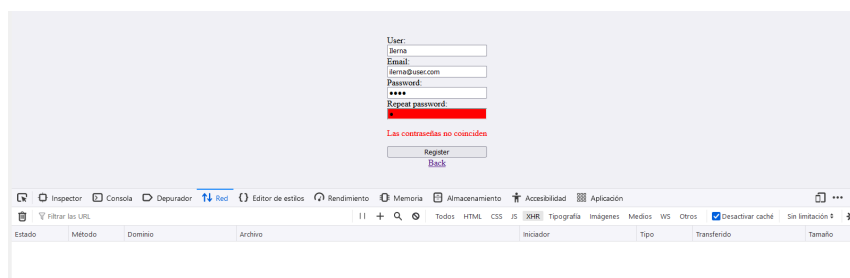 User:
Ilerna
Email:
ilerna@user.com
Password:
••••
Repeat password:
•
Las contraseñas no coinciden
Register
Back
Inspector Consola Depurador Red {} Editor de estilos Rendimiento Memoria Almacenamiento Accesibilidad Aplicación
Filtrar las URL Todos HTML CSS JS XHR Tipografía Imágenes Medios WS Otros Desactivar caché Sin limitación
Estado Método Dominio Archivo Iniciador Tipo Transferido Tamaño